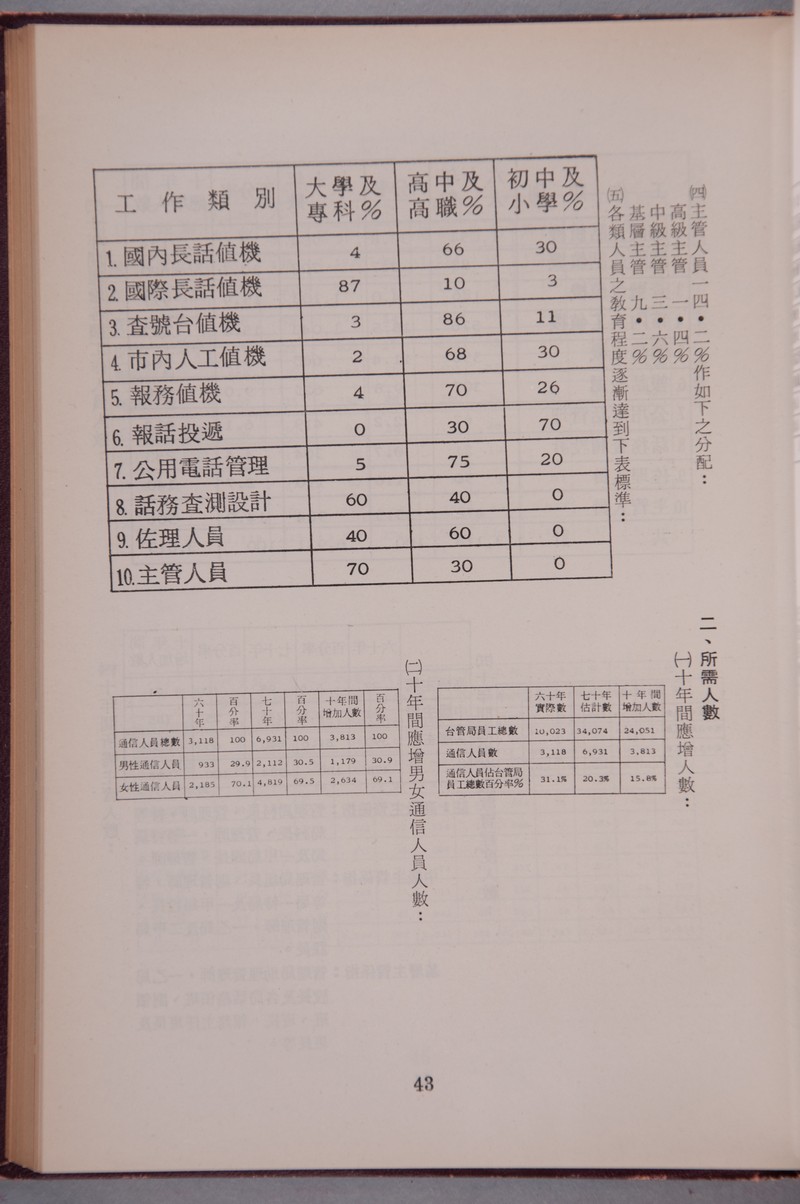 ㈣主管人員一四•二％作如下之分配：
高級主管　一•四％
中級主管　三•六％
基層主管　九•二％
㈤各類人員之教育程度逐漸達到下表標準：
工作類別 大學及專科% 高中及高職% 初中及小學%
1.國內長話值機 4 66 30
2.國際長話值機 87 10 3
3.查號台值機 3 86 11
4.市內人工值機 2 68 30
5.報務值機 4 70 26
6.報話投遞 0 30 70
7.公用電話管理 5 75 20
8.話務查測設計 60 40 0
9.佐理人員 40 60 0
10.主管人員 70 30 0
二、所需人數
㈠十年間應增人數：
六十年實際數 七十年估計數 十年間增加人數
台管局員工總數 10,023 34,074 24,051
通信人員數 3,118 6,931 3,813
通信人員佔台管局員工總數百分率% 31.1% 20.3% 15.8%
㈡十年間應增男女通信人員人數：
六十年 百分率 七十年 百分率 十年間增加人數 百分率
通信人員總數 3,118 100 6,931 100 3,813 100
男性通信人員 933 29.9 2,112 30.5 1,179 30.9
女性通信人員 2,185 70.1 4,819 69.5 2,634 69.1
43